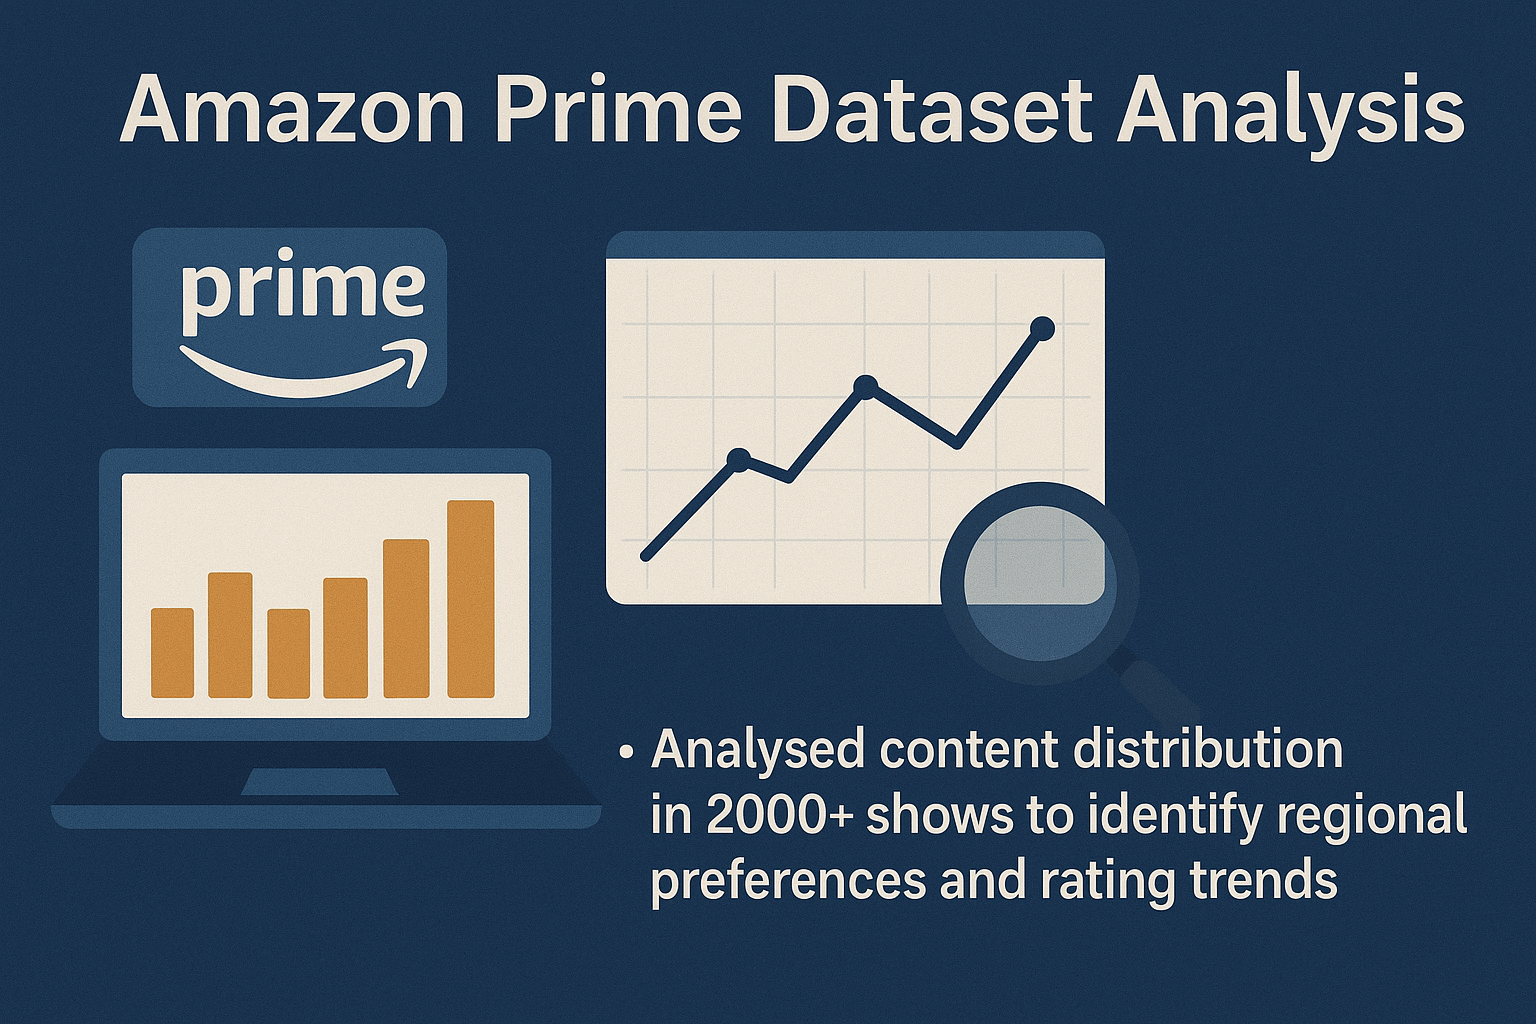 Amazon Prime Dataset Analysis
prime
• Analysed content distribution
in 2000+ shows to identify regional
preferences and rating trends